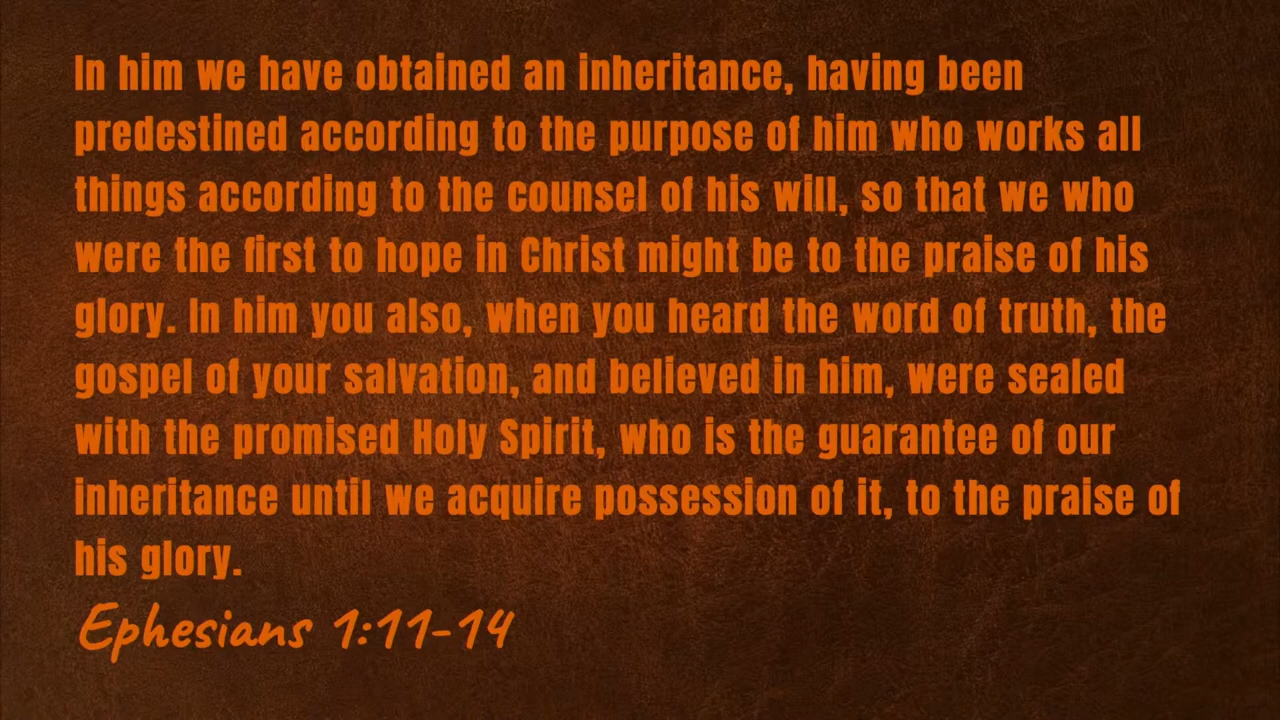 In him we have obtained an inheritance, having been
predestined according to the purpose of him who works all
things according to the counsel of his will, so that we who
were the first to hope in Christ might be to the praise of his
glory. In him you also, when you heard the word of truth, the
gospel of your salvation, and believed in him, were sealed
with the promised Holy Spirit, who is the guarantee of our
inheritance until we acquire possession of it, to the praise of
his glory.
Ephesians 1:11-14